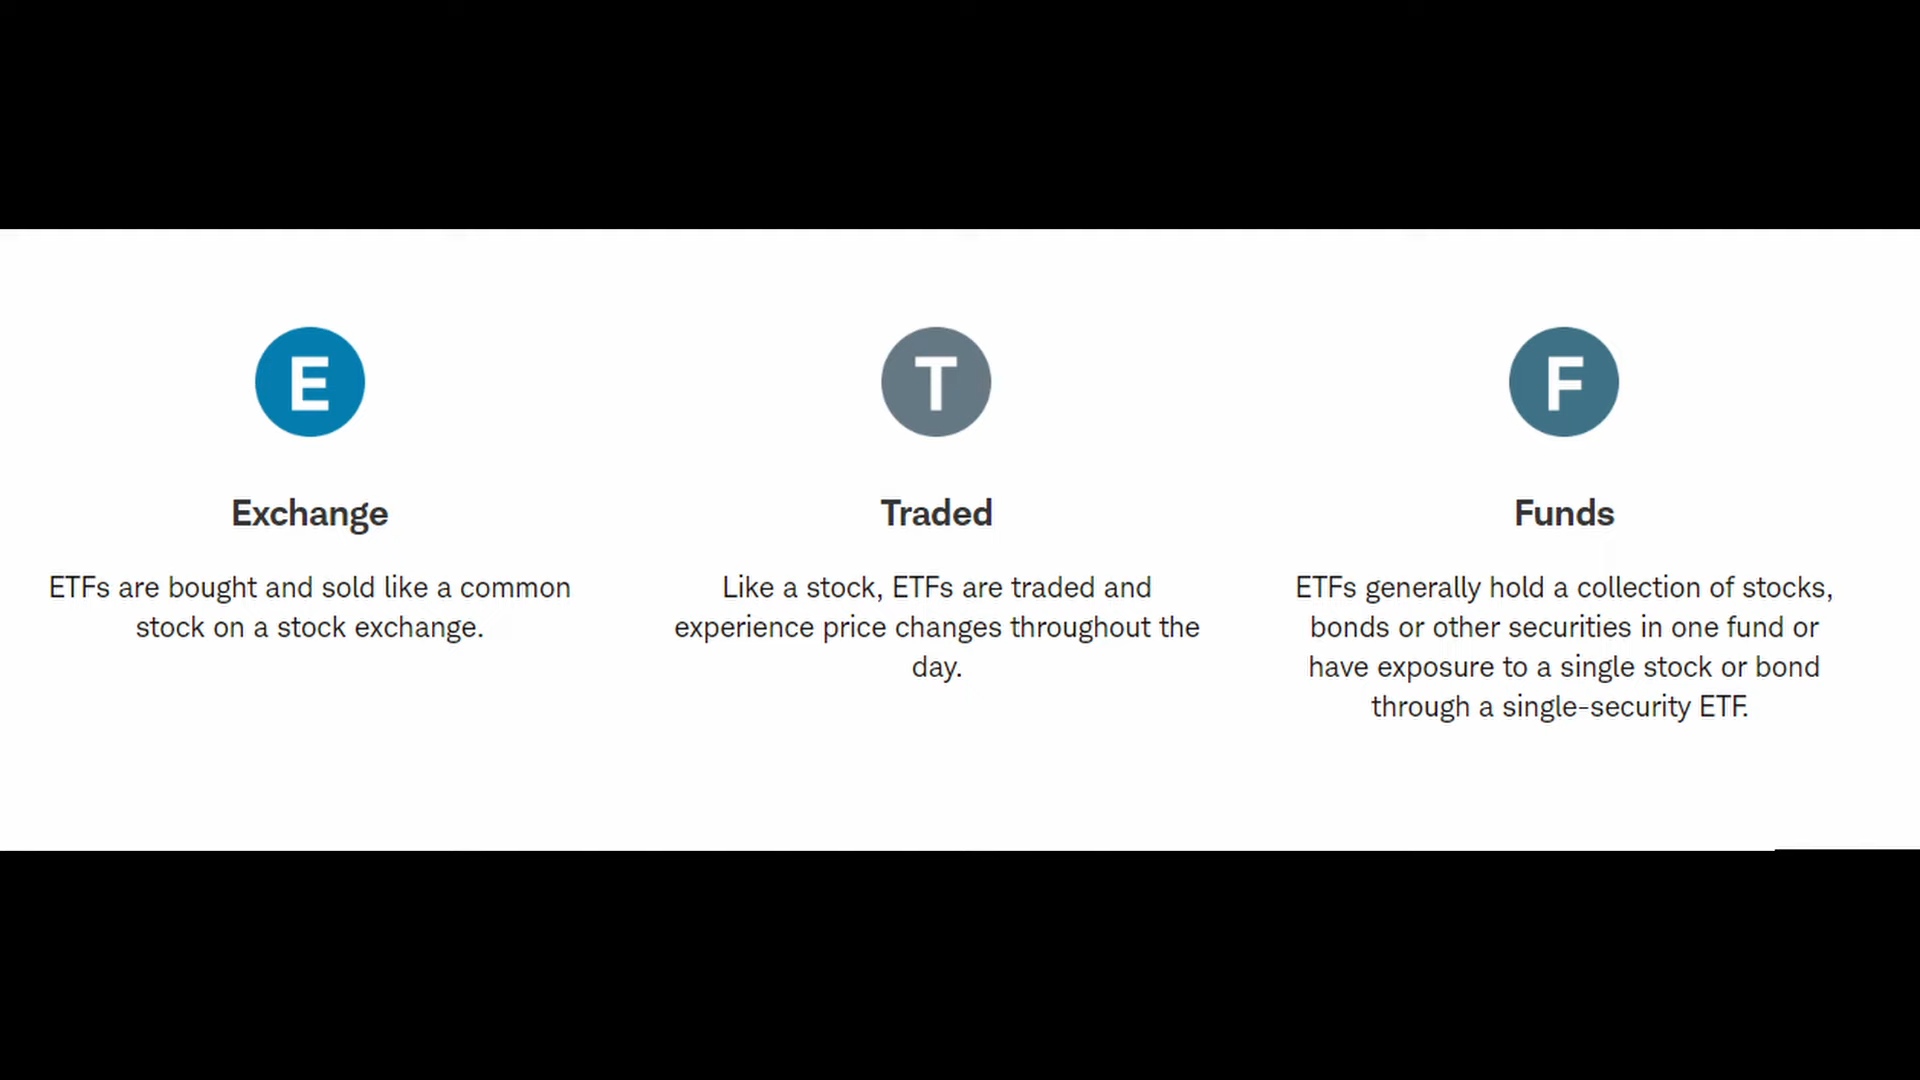 E
Exchange
ETFs are bought and sold like a common
stock on a stock exchange.
T
Traded
Like a stock, ETFs are traded and
experience price changes throughout the
day.
F
Funds
ETFs generally hold a collection of stocks,
bonds or other securities in one fund or
have exposure to a single stock or bond
through a single-security ETF.